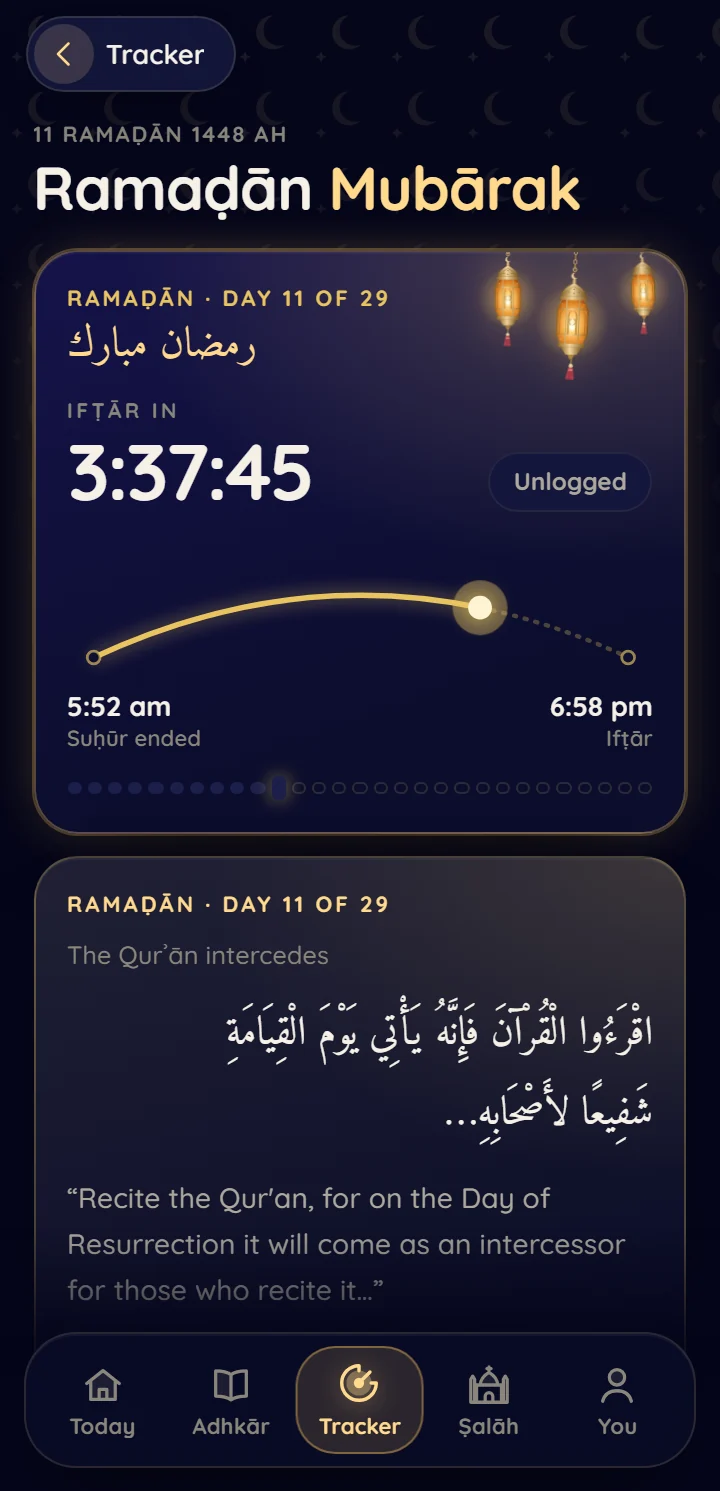 Tracker
11 RAMAḌĀN 1448 AH
Ramaḍān Mubārak
RAMAḌĀN · DAY 11 OF 29
رمضان مبارك
IFṬĀR IN
3:37:45
Unlogged
5:52 am
6:58 pm
Suḥūr ended
Ifṭār
RAMAḌĀN · DAY 11 OF 29
The Qurʾān intercedes
اقْرَءُوا الْقُرْآنَ فَإِنَّهُ يَأْتِي يَوْمَ الْقِيَامَةِ
شَفِيعًا لأَصْحَابِهِ...
“Recite the Qur'an, for on the Day of
Resurrection it will come as an intercessor
for those who recite it...”
Today
Adhkār
Tracker
Ṣalāh
You